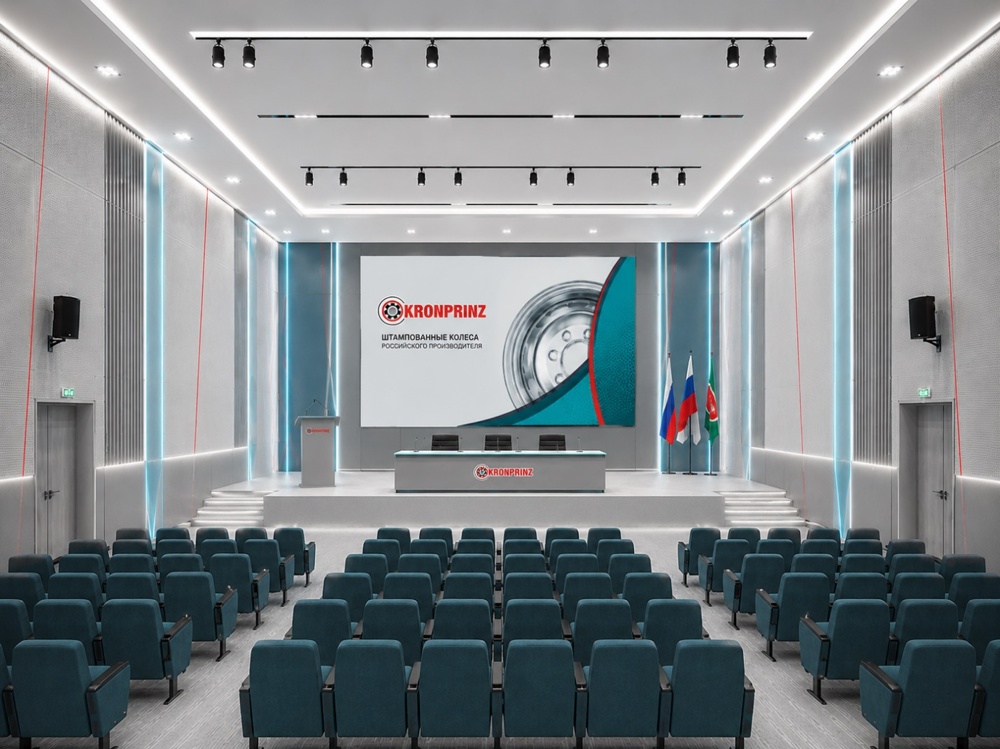 KRONPRINZ
ШТАМПОВАННЫЕ КОЛЕСА
РОССИЙСКОГО ПРОИЗВОДИТЕЛЯ
KRONPRINZ
KRONPRINZ